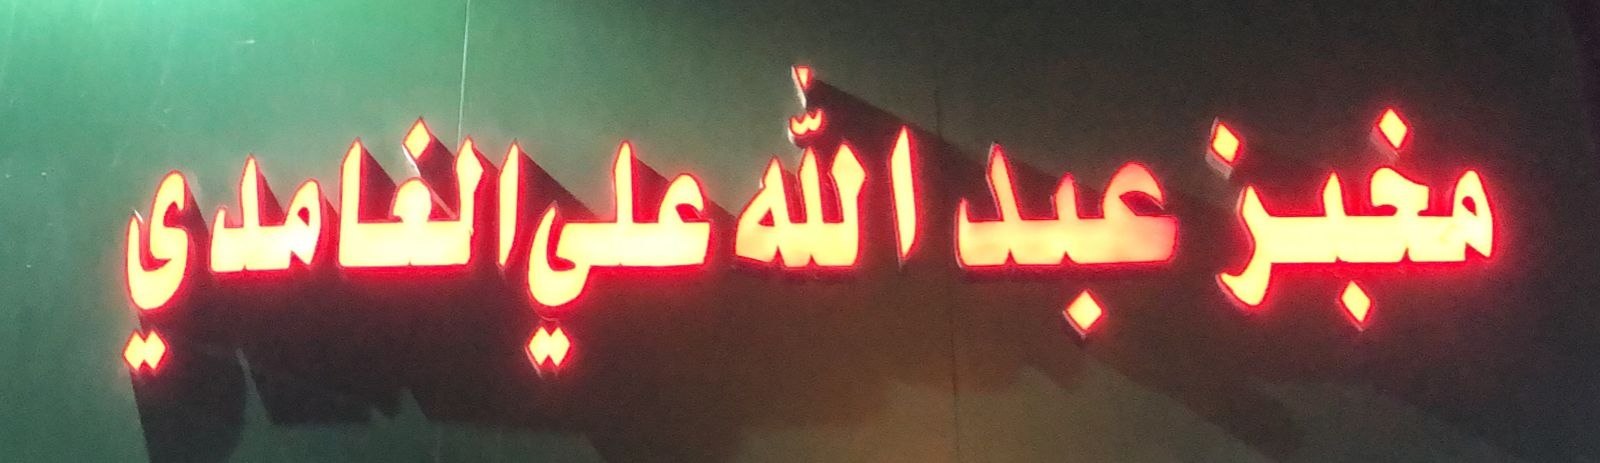 مخبز عبد الله علي الغامدي